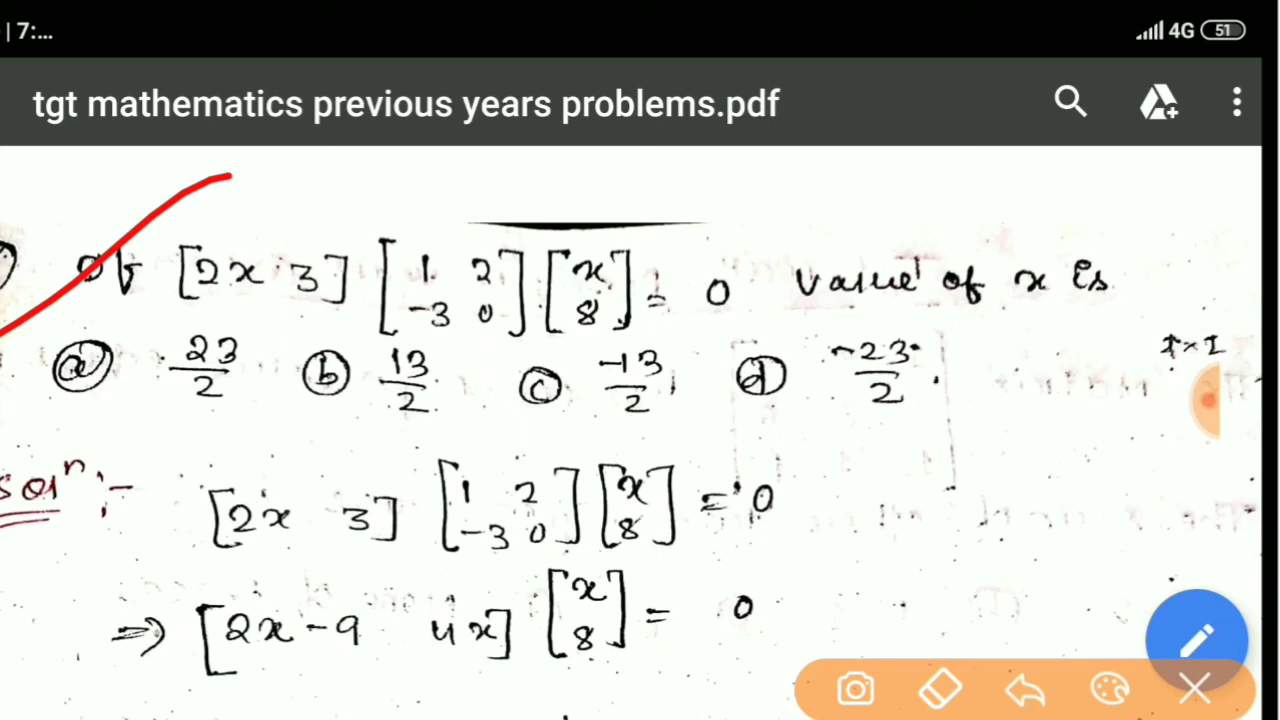 | 7:... 4G 51
tgt mathematics previous years problems.pdf
If [2x 3] [1 2 -3 0] [x 8] = 0 value of x is
(a) 23/2 (b) 13/2 (c) -13/2 (d) -23/2.
Solⁿ:- [2x 3] [1 2 -3 0] [x 8] = 0
⇒ [2x-9 4x] [x 8] = 0